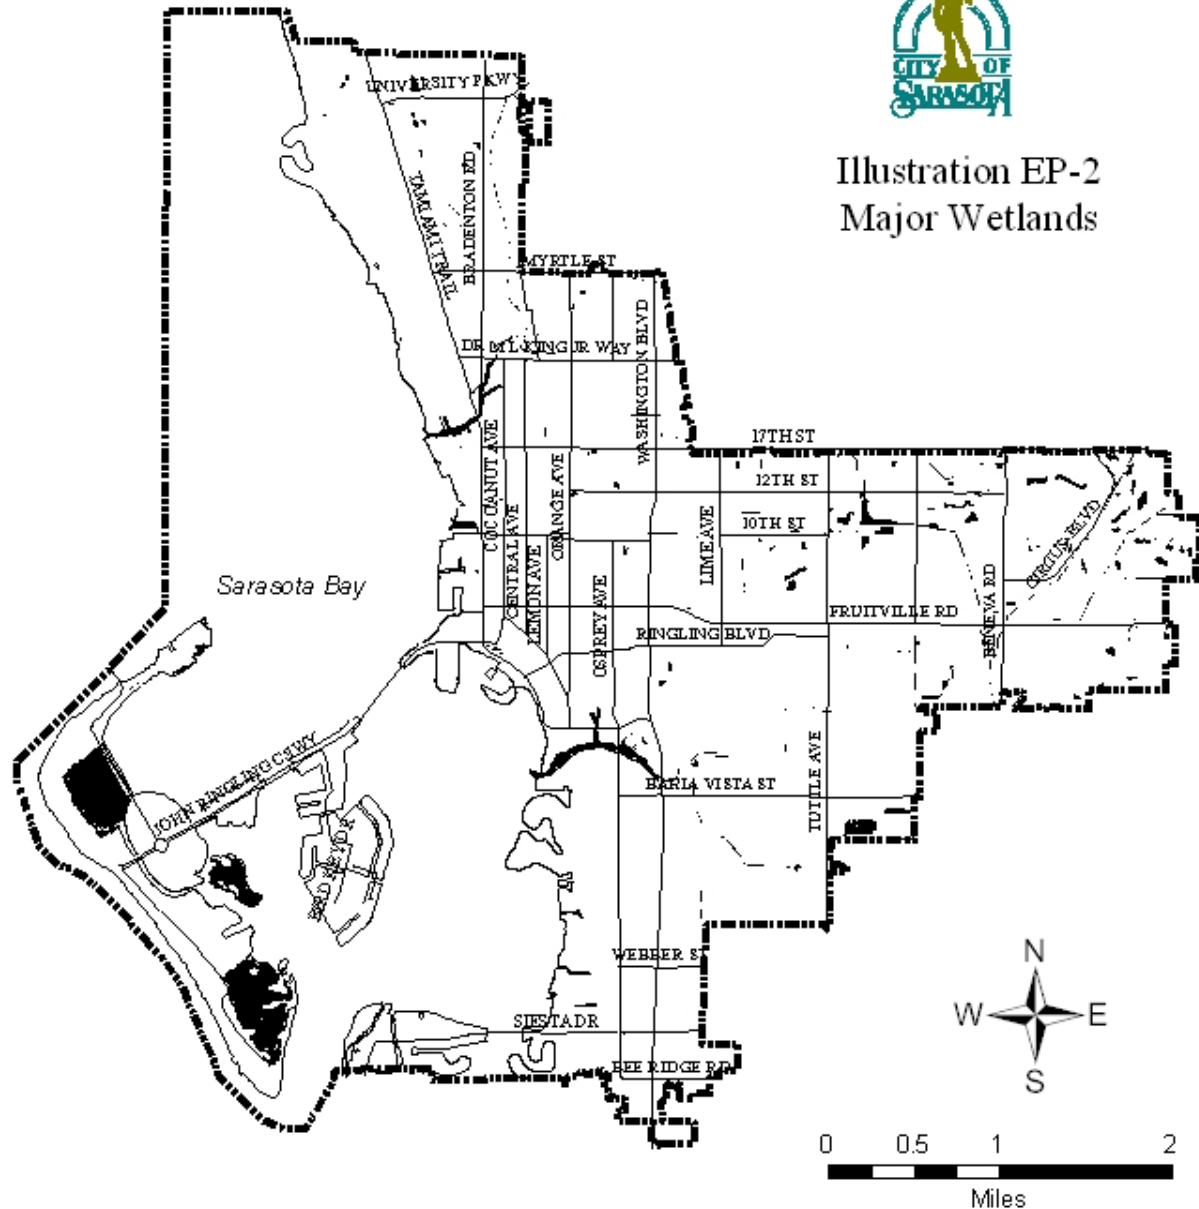 CITY OF
SARASOTA
Illustration EP-2
Major Wetlands
UNIVERSITY PKWY
TAMIAMI TRAIL
BRADENTON RD
MYRTLE ST
DR M L KING JR WAY
WASHINGTON BLVD
17TH ST
COCOANUT AVE
ORANGE AVE
12TH ST
CENTRAL AVE
LEMON AVE
LIME AVE
10TH ST
CIRCUS BLVD
Sarasota Bay
OSPREY AVE
FRUITVILLE RD
BENEVA RD
RINGLING BLVD
JOHN RINGLING CSWY
BAHIA VISTA ST
TUTTLE AVE
BIRD KEY DR
WEBBER ST
SIESTA DR
BEE RIDGE RD
N
W E
S
0 0.5 1 2
Miles